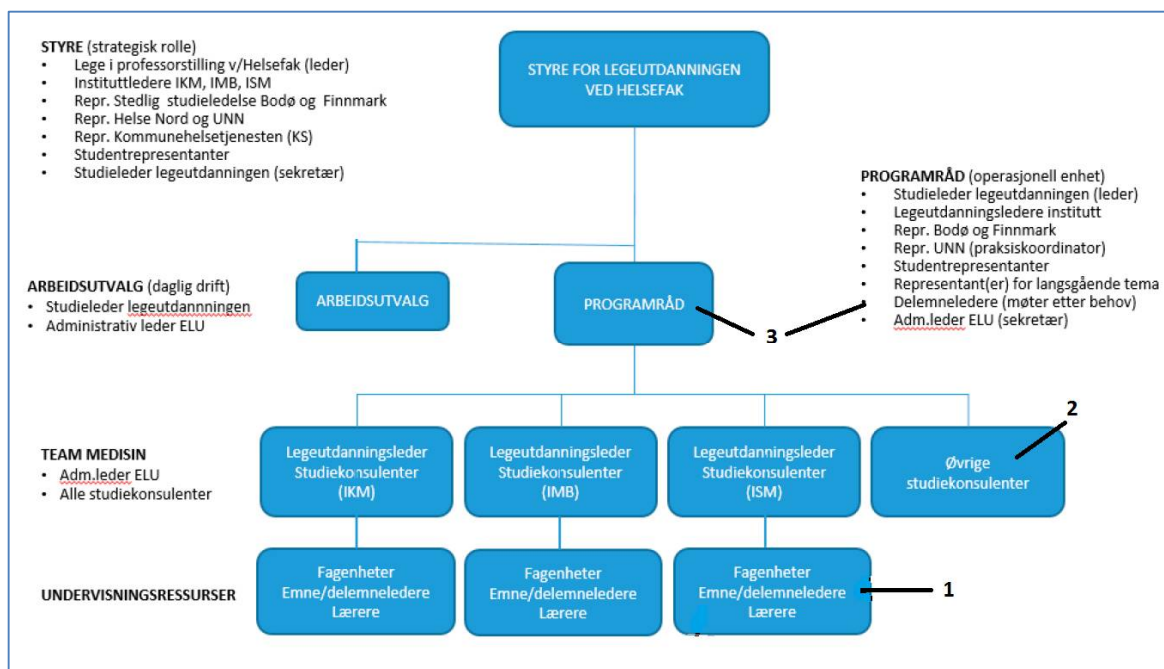 STYRE (strategisk rolle)
• Lege i professorstilling v/Helsefak (leder)
• Instituttledere IKM, IMB, ISM
• Repr. Stedlig studieledelse Bodø og Finnmark
• Repr. Helse Nord og UNN
• Repr. Kommunehelsetjenesten (KS)
• Studentrepresentanter
• Studieleder legeutdanningen (sekretær)
STYRE FOR LEGEUTDANNINGEN
VED HELSEFAK
PROGRAMRÅD (operasjonell enhet)
• Studieleder legeutdanningen (leder)
• Legeutdanningsledere institutt
• Repr. Bodø og Finnmark
• Repr. UNN (praksiskoordinator)
• Studentrepresentanter
• Representant(er) for langsgående tema
• Delemneledere (møter etter behov)
• Adm.leder ELU (sekretær)
ARBEIDSUTVALG (daglig drift)
• Studieleder legeutdannningen
• Administrativ leder ELU
ARBEIDSUTVALG
PROGRAMRÅD
3
TEAM MEDISIN
• Adm.leder ELU
• Alle studiekonsulenter
Legeutdanningsleder
Studiekonsulenter
(IKM)
Legeutdanningsleder
Studiekonsulenter
(IMB)
Legeutdanningsleder
Studiekonsulenter
(ISM)
Øvrige
studiekonsulenter
2
UNDERVISNINGSRESSURSER
Fagenheter
Emne/delemneledere
Lærere
Fagenheter
Emne/delemneledere
Lærere
Fagenheter
Emne/delemneledere
Lærere
1